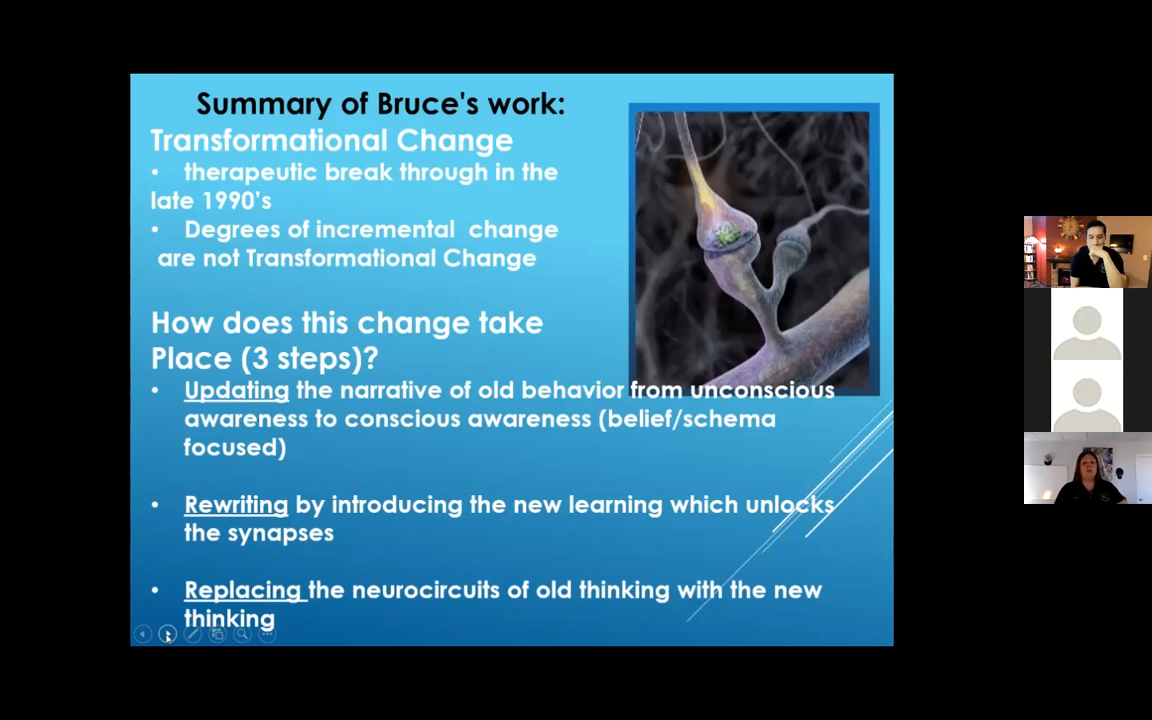 Summary of Bruce's work:
Transformational Change
• therapeutic break through in the
late 1990's
• Degrees of incremental change
are not Transformational Change
How does this change take
Place (3 steps)?
• Updating the narrative of old behavior from unconscious
awareness to conscious awareness (belief/schema
focused)
• Rewriting by introducing the new learning which unlocks
the synapses
• Replacing the neurocircuits of old thinking with the new
thinking